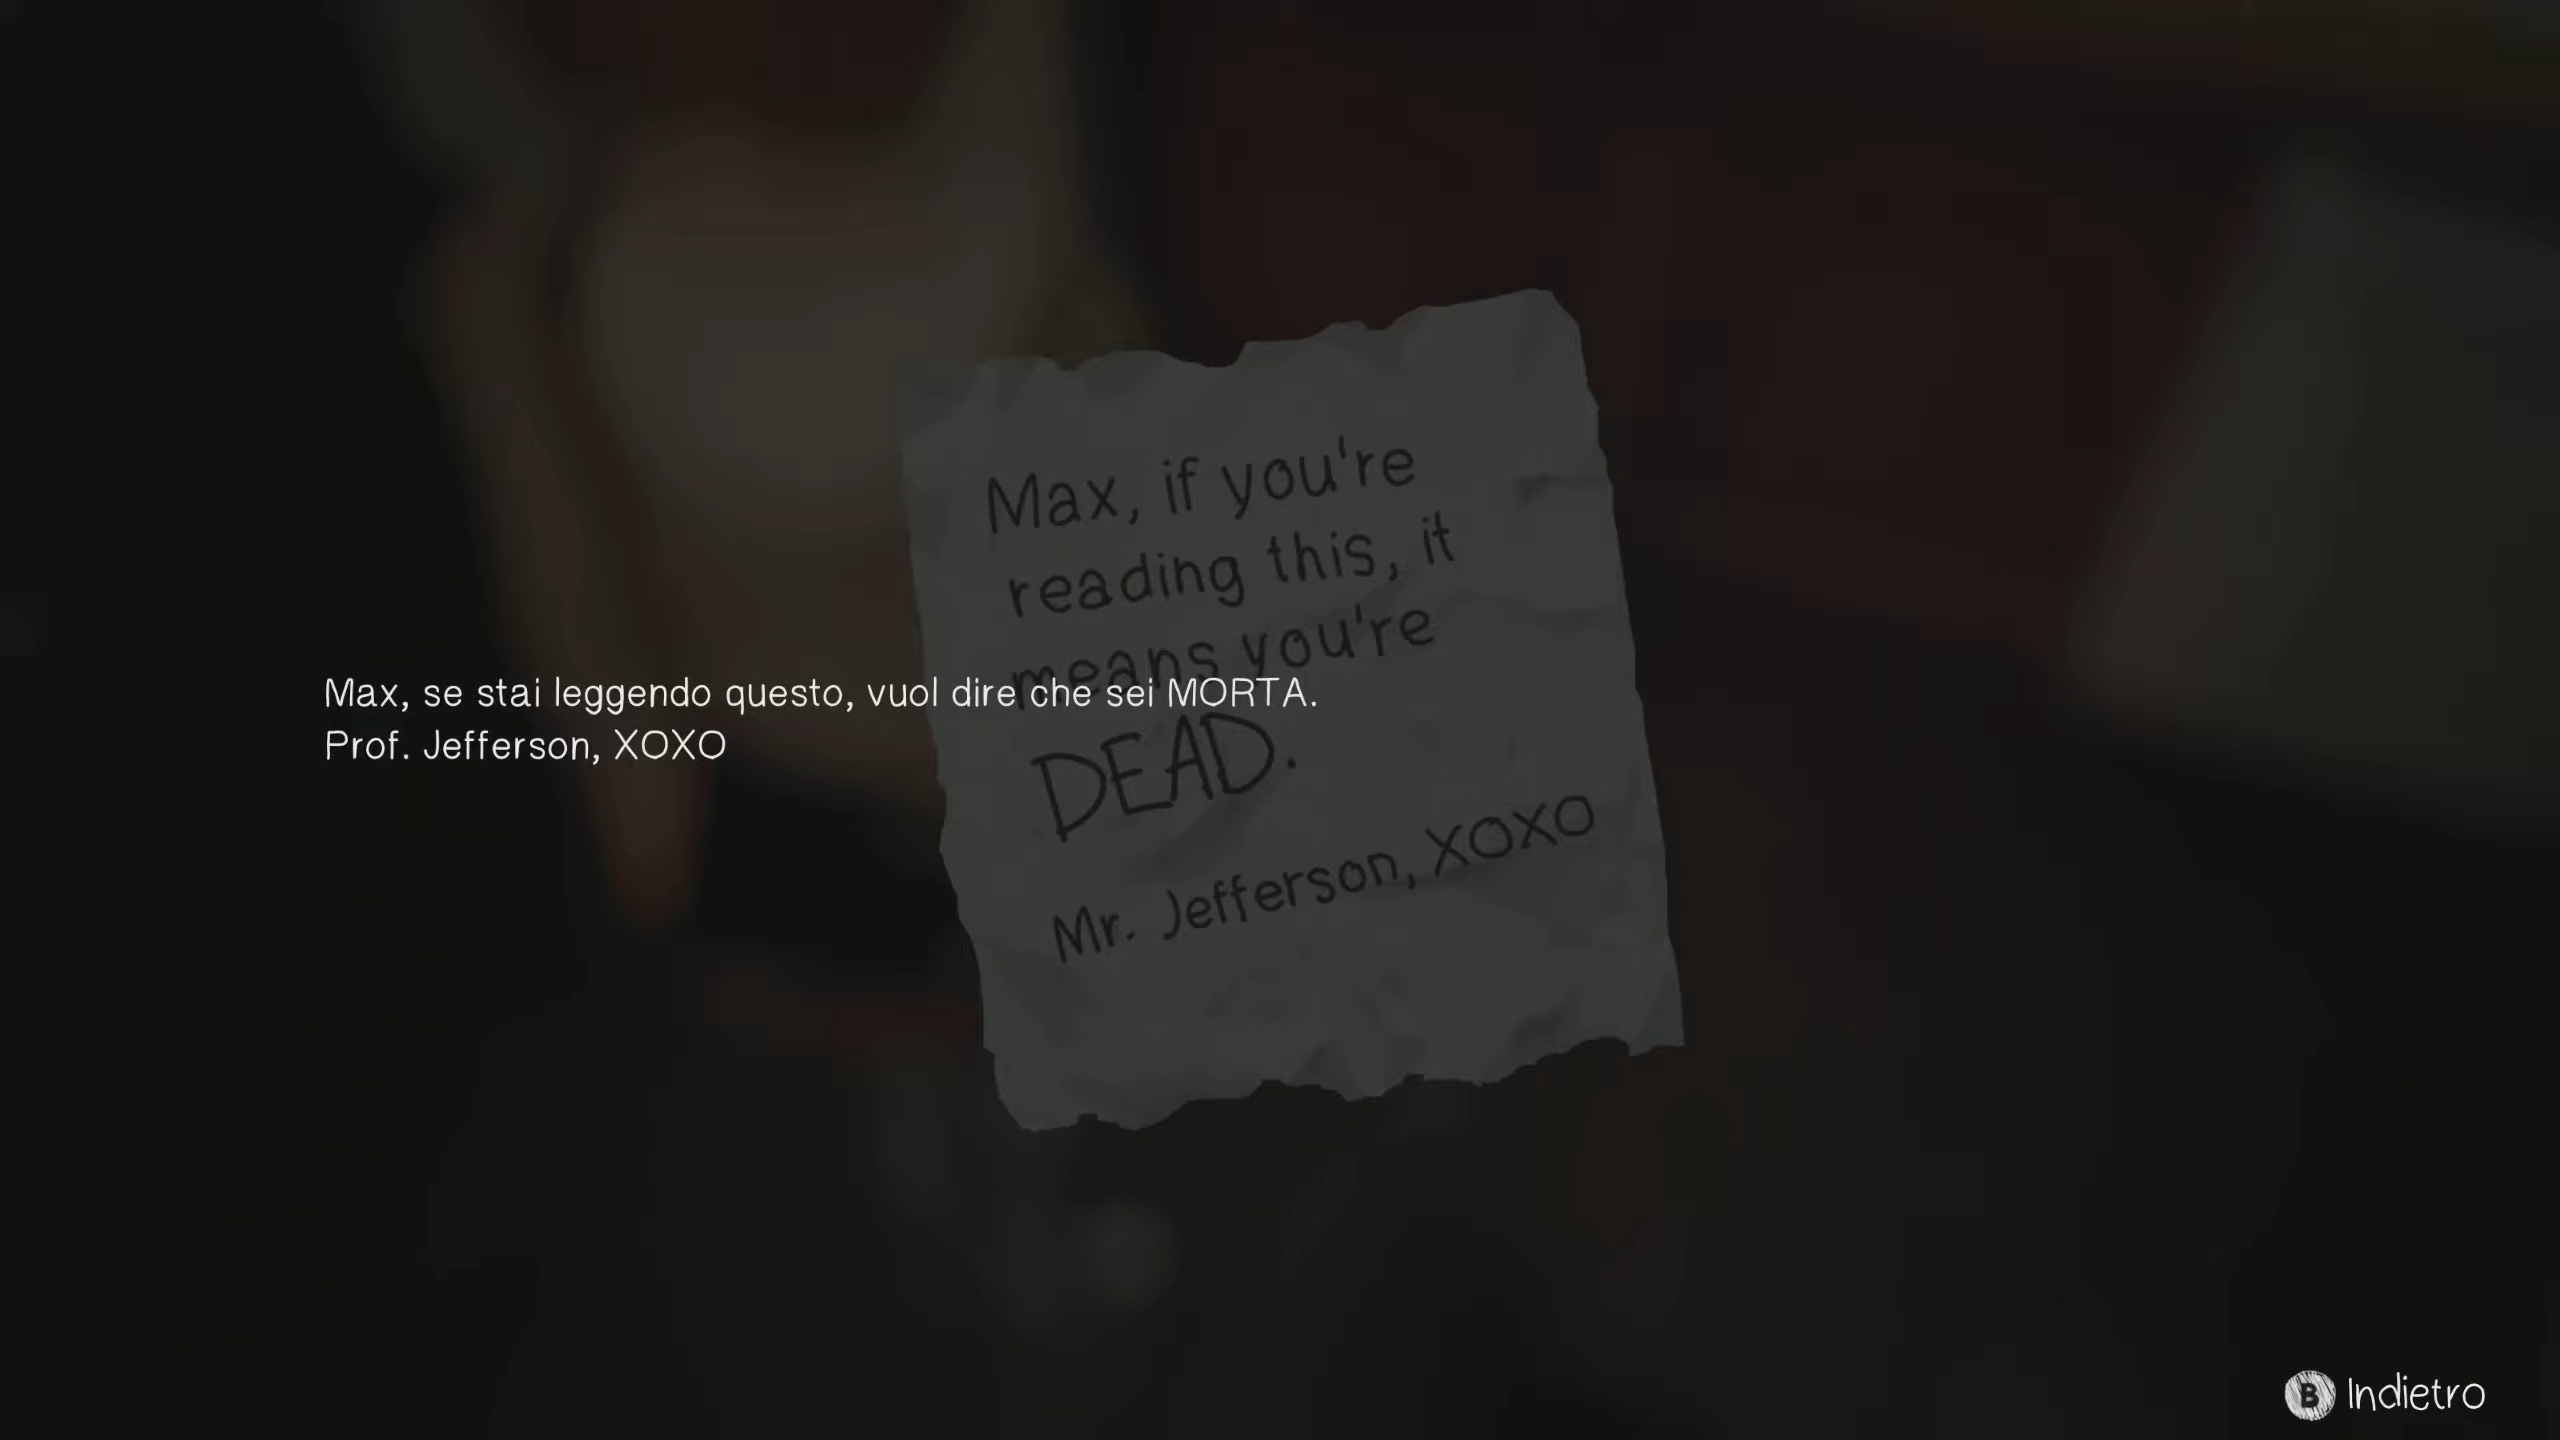 Max, if you're
reading this, it
means you're
DEAD.
Mr. Jefferson, XOXO
Max, se stai leggendo questo, vuol dire che sei MORTA.
Prof. Jefferson, XOXO
B Indietro